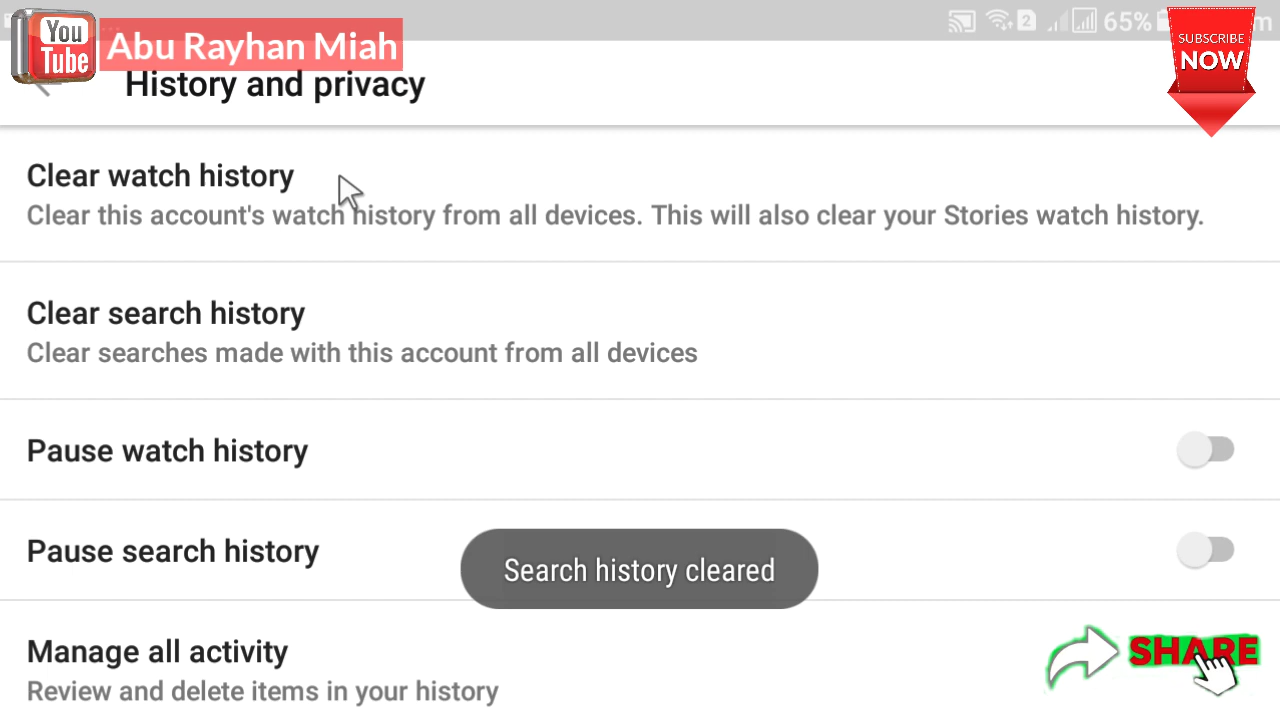 You
Tube
Abu Rayhan Miah
2
65%
m
SUBSCRIBE
NOW
History and privacy
Clear watch history
Clear this account's watch history from all devices. This will also clear your Stories watch history.
Clear search history
Clear searches made with this account from all devices
Pause watch history
Pause search history
Search history cleared
Manage all activity
Review and delete items in your history
SHARE